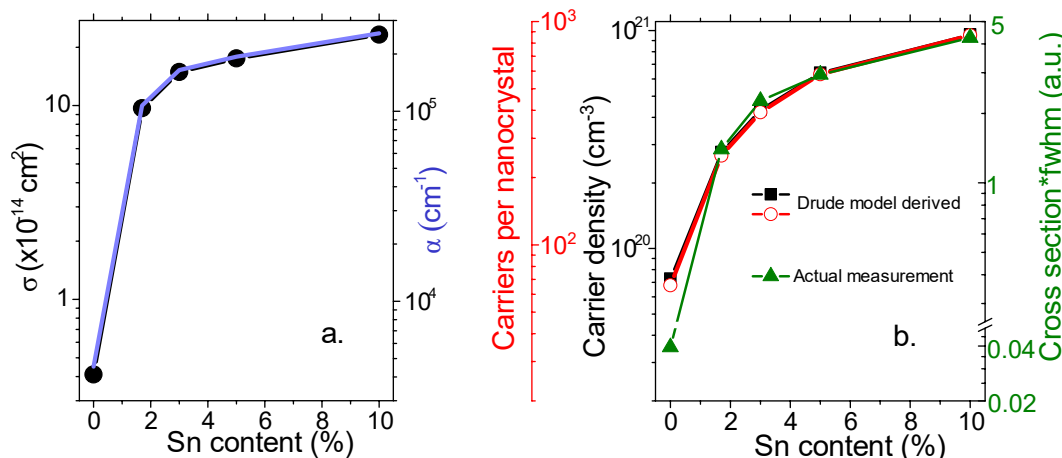 σ (x10⁻¹⁴ cm²)
10
1
0
2
4
6
8
10
Sn content (%)
a.
10⁵
10⁴
α (cm⁻¹)
Carriers per nanocrystal
10³
10²
Carrier density (cm⁻³)
10²¹
10²⁰
0
2
4
6
8
10
Sn content (%)
Drude model derived
Actual measurement
b.
5
1
0.04
0.02
Cross section*fwhm (a.u.)